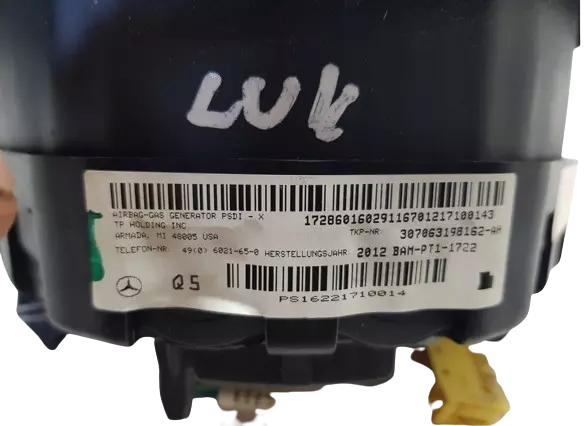 LUK
AIRBAG-GAS GENERATOR PSDI - X
TP HOLDING INC
ARMADA, MI 48005 USA
17286016029116701217100143
TKP-NR: 307063198162-AH
TELEFON-NR 49(0) 6021-65-0 HERSTELLUNGSJAHR: 2012 BAM-PT1-1722
Q5
PS16221710014